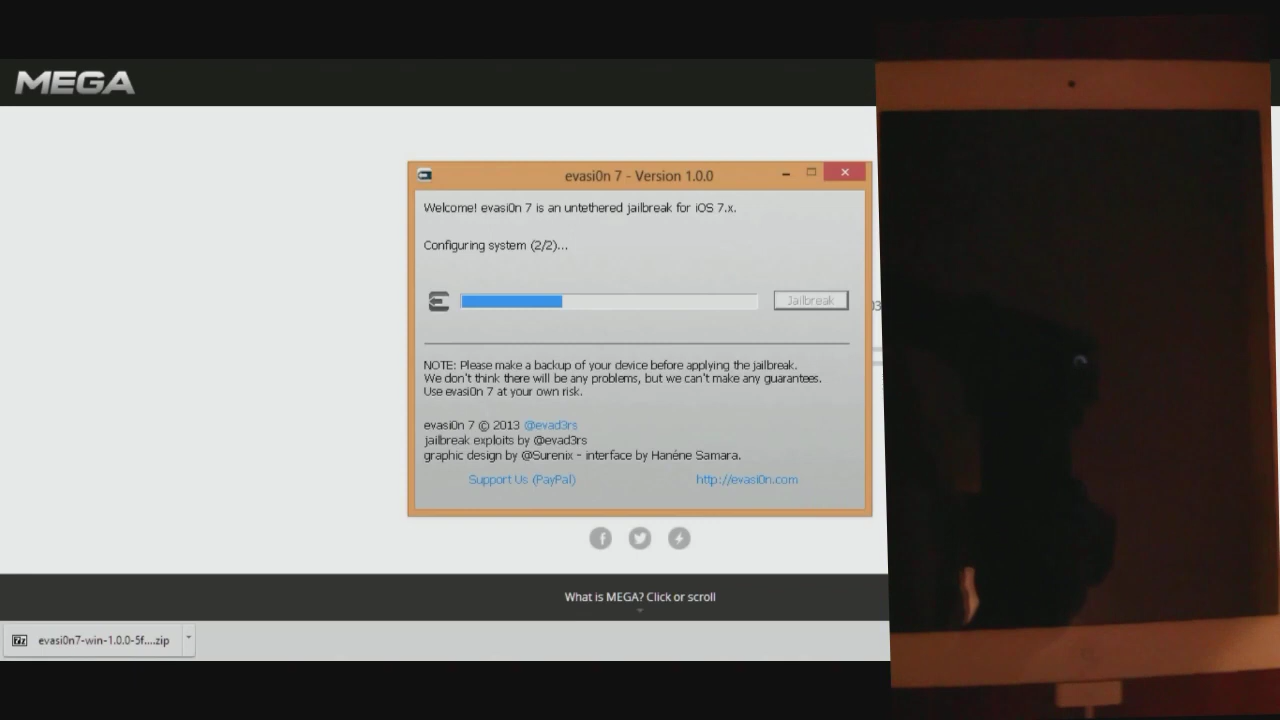 MEGA
evasi0n 7 - Version 1.0.0
Welcome! evasi0n 7 is an untethered jailbreak for iOS 7.x.
Configuring system (2/2)...
Jailbreak
03
NOTE: Please make a backup of your device before applying the jailbreak.
We don't think there will be any problems, but we can't make any guarantees.
Use evasi0n 7 at your own risk.
evasi0n 7 © 2013 @evad3rs
jailbreak exploits by @evad3rs
graphic design by @Surenix - interface by Hanéne Samara.
Support Us (PayPal) http://evasi0n.com
What is MEGA? Click or scroll
evasi0n7-win-1.0.0-5f....zip